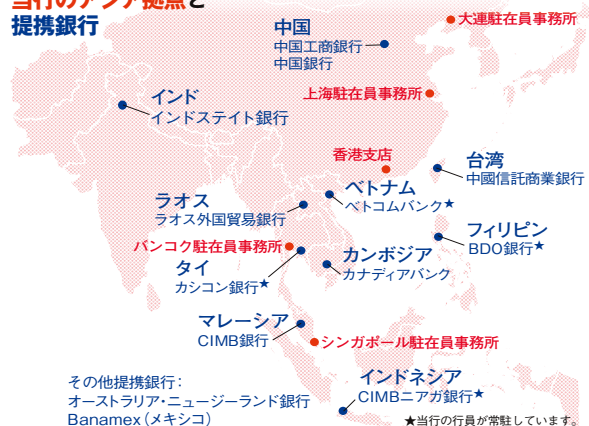 当行のアジア拠点と
提携銀行
中国
中国工商銀行
中国銀行
大連駐在員事務所
上海駐在員事務所
インド
インドステイト銀行
香港支店
台湾
中國信託商業銀行
ベトナム
ベトコムバンク★
ラオス
ラオス外国貿易銀行
フィリピン
BDO銀行★
バンコク駐在員事務所
タイ
カシコン銀行★
カンボジア
カナディアバンク
マレーシア
CIMB銀行
シンガポール駐在員事務所
インドネシア
CIMBニアガ銀行★
その他提携銀行：
オーストラリア・ニュージーランド銀行
Banamex（メキシコ）
★当行の行員が常駐しています。